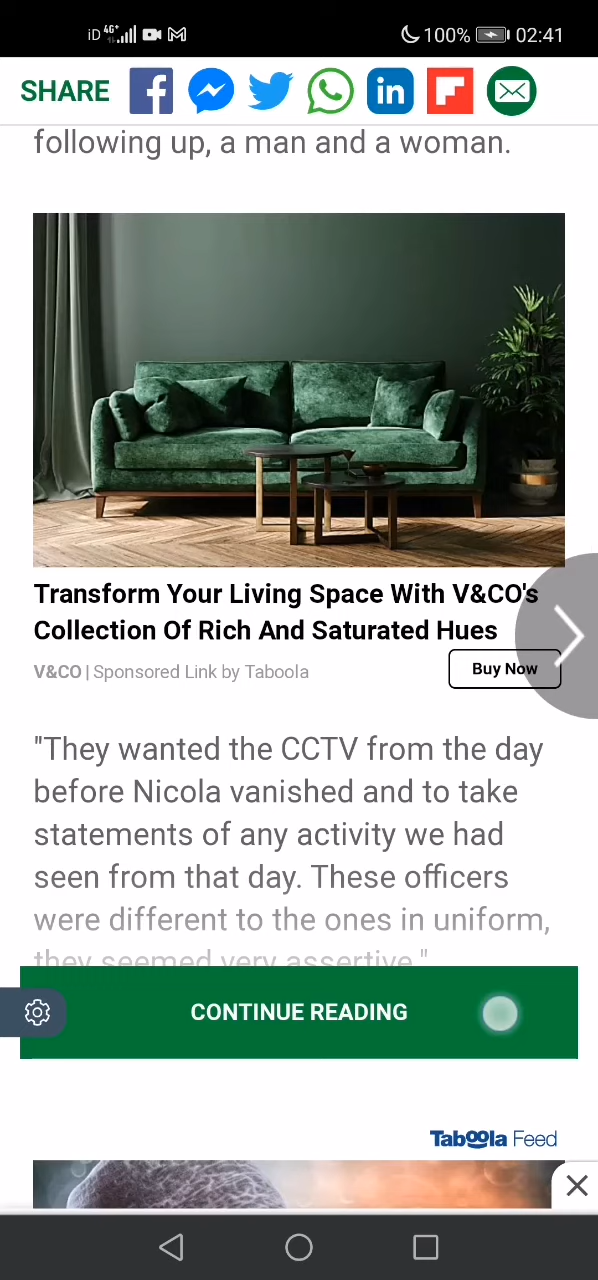 iD 4G+ 100% 02:41
SHARE
following up, a man and a woman.
Transform Your Living Space With V&CO's
Collection Of Rich And Saturated Hues
V&CO | Sponsored Link by Taboola
Buy Now
"They wanted the CCTV from the day
before Nicola vanished and to take
statements of any activity we had
seen from that day. These officers
were different to the ones in uniform,
they seemed very assertive."
CONTINUE READING
Taboola Feed